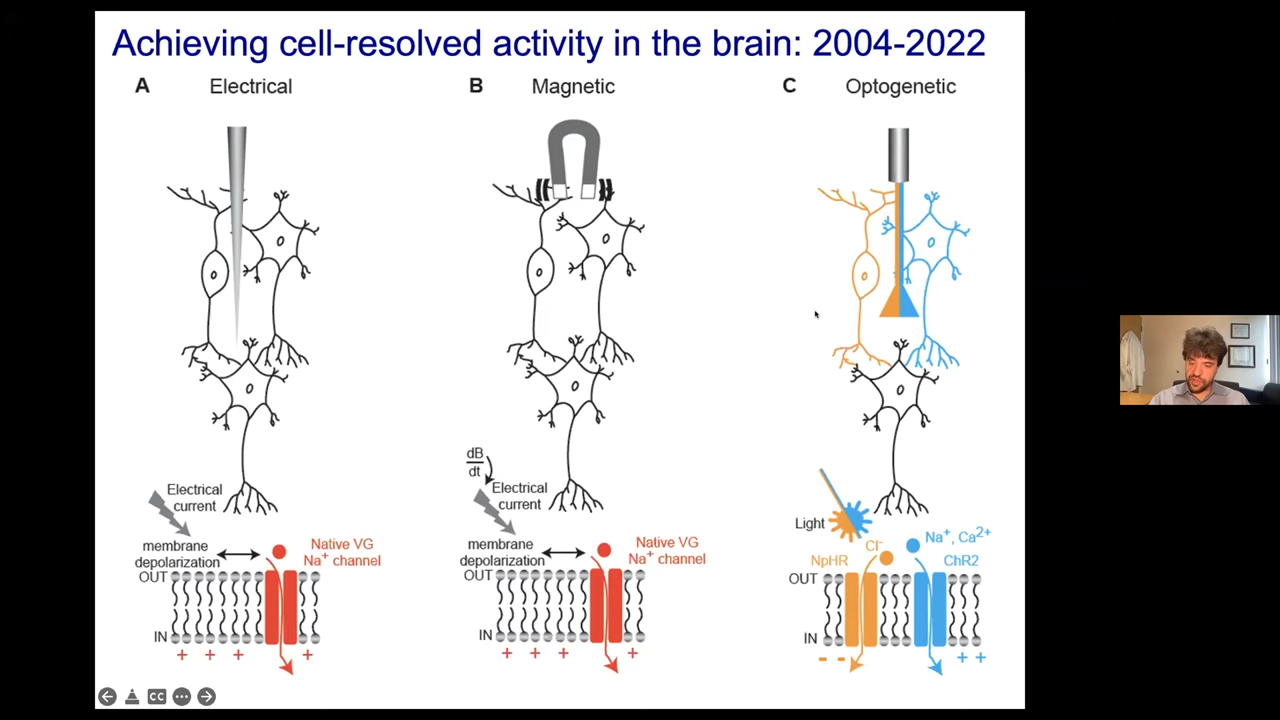 Achieving cell-resolved activity in the brain: 2004-2022
A Electrical
B Magnetic
C Optogenetic
Electrical
current
membrane
depolarization
Native VG
Na⁺ channel
OUT
IN
+ + + +
dB
dt
Electrical
current
membrane
depolarization
Native VG
Na⁺ channel
OUT
IN
+ + + +
Light
Cl⁻
Na⁺, Ca²⁺
NpHR
ChR2
OUT
IN
- -
+ +
CC